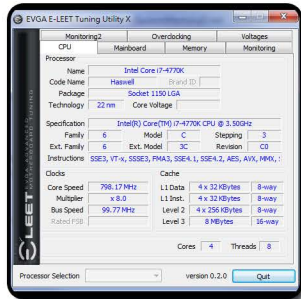 EVGA E-LEET Tuning Utility X
Monitoring2 Overclocking Voltages
CPU Mainboard Memory Monitoring
Processor
Name Intel Core i7-4770K
Code Name Haswell Brand ID
Package Socket 1150 LGA
Technology 22 nm Core Voltage
Specification Intel(R) Core(TM) i7-4770K CPU @ 3.50GHz
Family 6 Model C Stepping 3
Ext. Family 6 Ext. Model 3C Revision C0
Instructions SSE3, VT-x, SSSE3, FMA3, SSE4.1, SSE4.2, AES, AVX, MMX,
Clocks Cache
Core Speed 798.17 MHz L1 Data 4 x 32 KBytes 8-way
Multiplier x 8.0 L1 Inst. 4 x 32 KBytes 8-way
Bus Speed 99.77 MHz Level 2 4 x 256 KBytes 8-way
Rated FSB Level 3 8 MBytes 16-way
Cores 4 Threads 8
Processor Selection version 0.2.0 Quit
LEET
EVGA ADVANCED
MOTHERBOARD TUNING